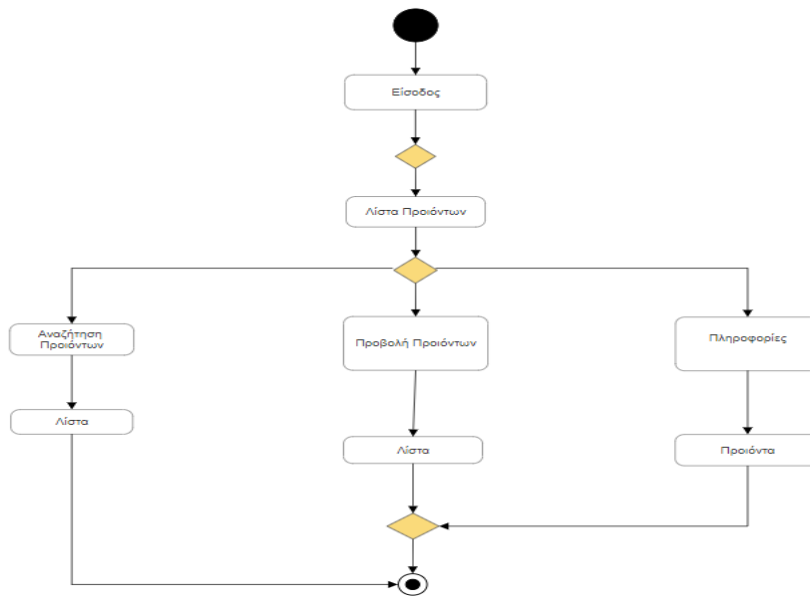 Είσοδος
Λίστα Προιόντων
Αναζήτηση
Προιόντων
Προβολή Προιόντων
Πληροφορίες
Λίστα
Λίστα
Προιόντα